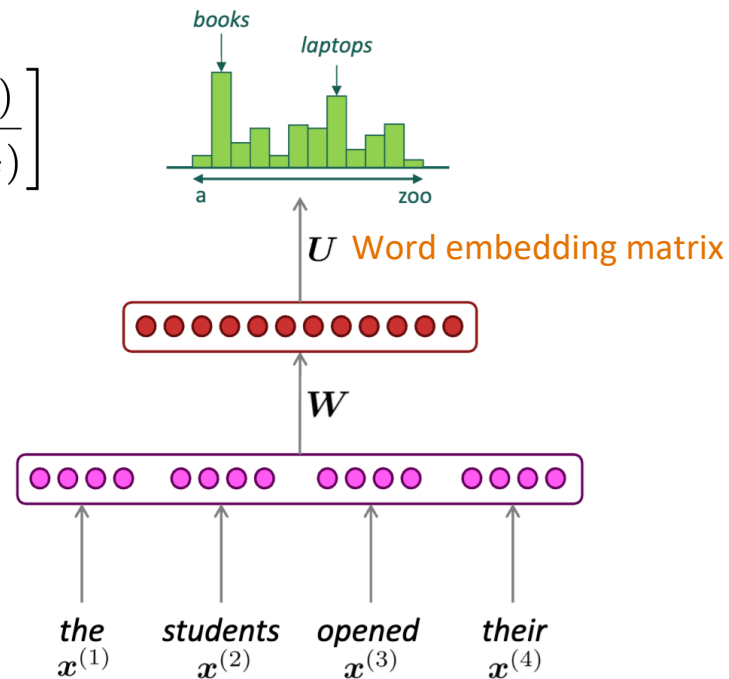 books
laptops
)
)]
a
zoo
U Word embedding matrix
W
the students opened their
x^{(1)} x^{(2)} x^{(3)} x^{(4)}